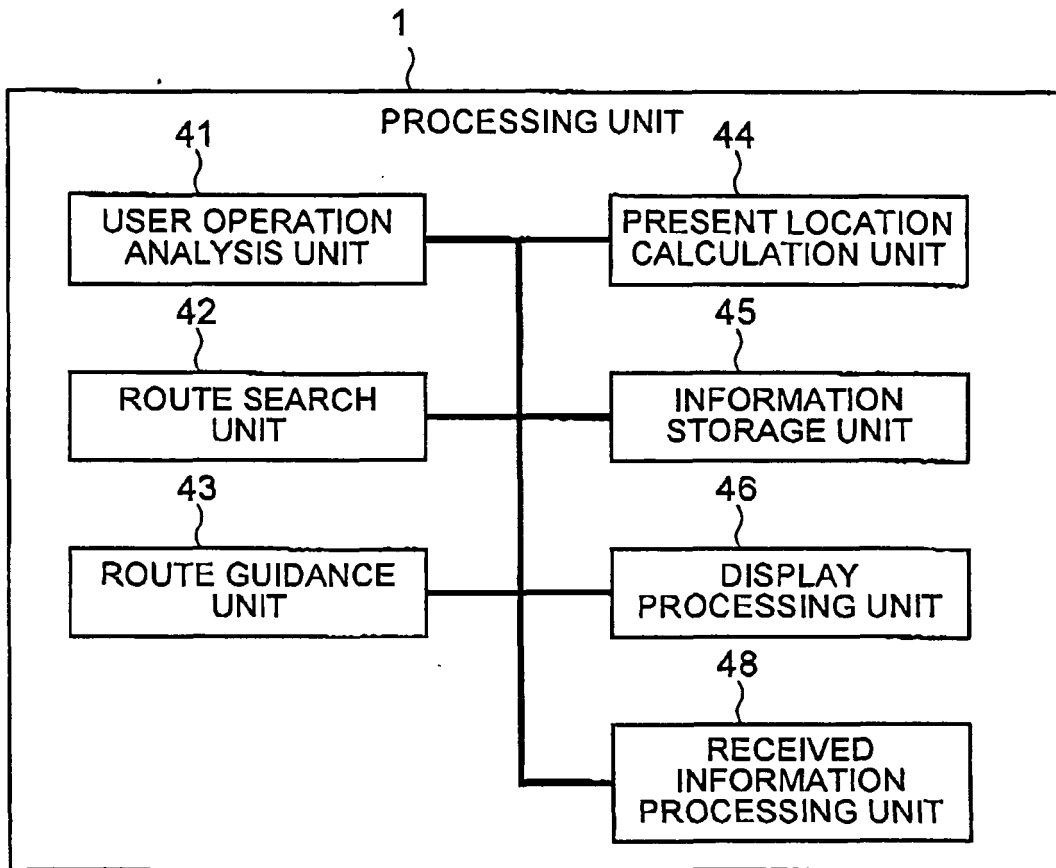 1
PROCESSING UNIT
41
USER OPERATION
ANALYSIS UNIT
44
PRESENT LOCATION
CALCULATION UNIT
42
ROUTE SEARCH
UNIT
45
INFORMATION
STORAGE UNIT
43
ROUTE GUIDANCE
UNIT
46
DISPLAY
PROCESSING UNIT
48
RECEIVED
INFORMATION
PROCESSING UNIT